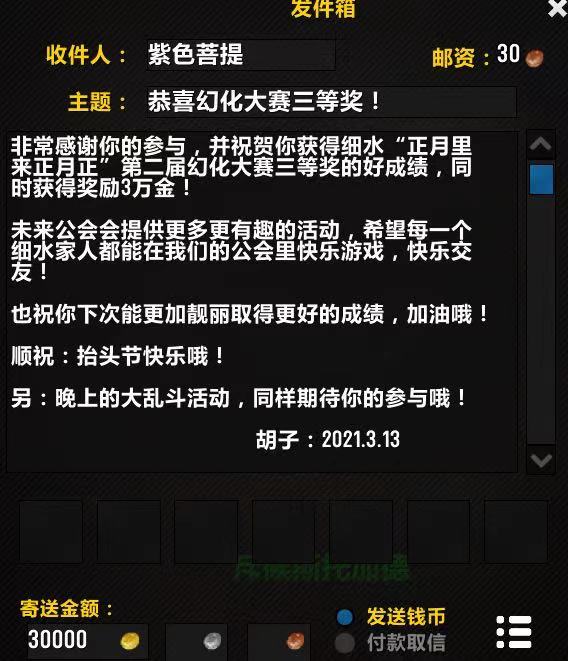 发件箱
收件人： 紫色菩提 邮资：30
主题： 恭喜幻化大赛三等奖！
非常感谢你的参与，并祝贺你获得细水“正月里
来正月正”第二届幻化大赛三等奖的好成绩，同
时获得奖励3万金！
未来公会会提供更多更有趣的活动，希望每一个
细水家人都能在我们的公会里快乐游戏，快乐交
友！
也祝你下次能更加靓丽取得更好的成绩，加油哦！
顺祝：抬头节快乐哦！
另：晚上的大乱斗活动，同样期待你的参与哦！
胡子：2021.3.13
寄送金额：
30000
发送钱币
付款取信